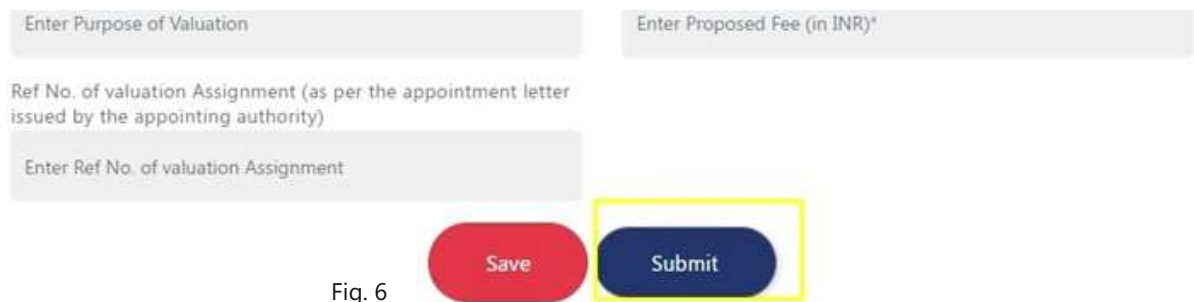 Enter Purpose of Valuation
Enter Proposed Fee (in INR)*
Ref No. of valuation Assignment (as per the appointment letter
issued by the appointing authority)
Enter Ref No. of valuation Assignment
Save
Submit
Fig. 6